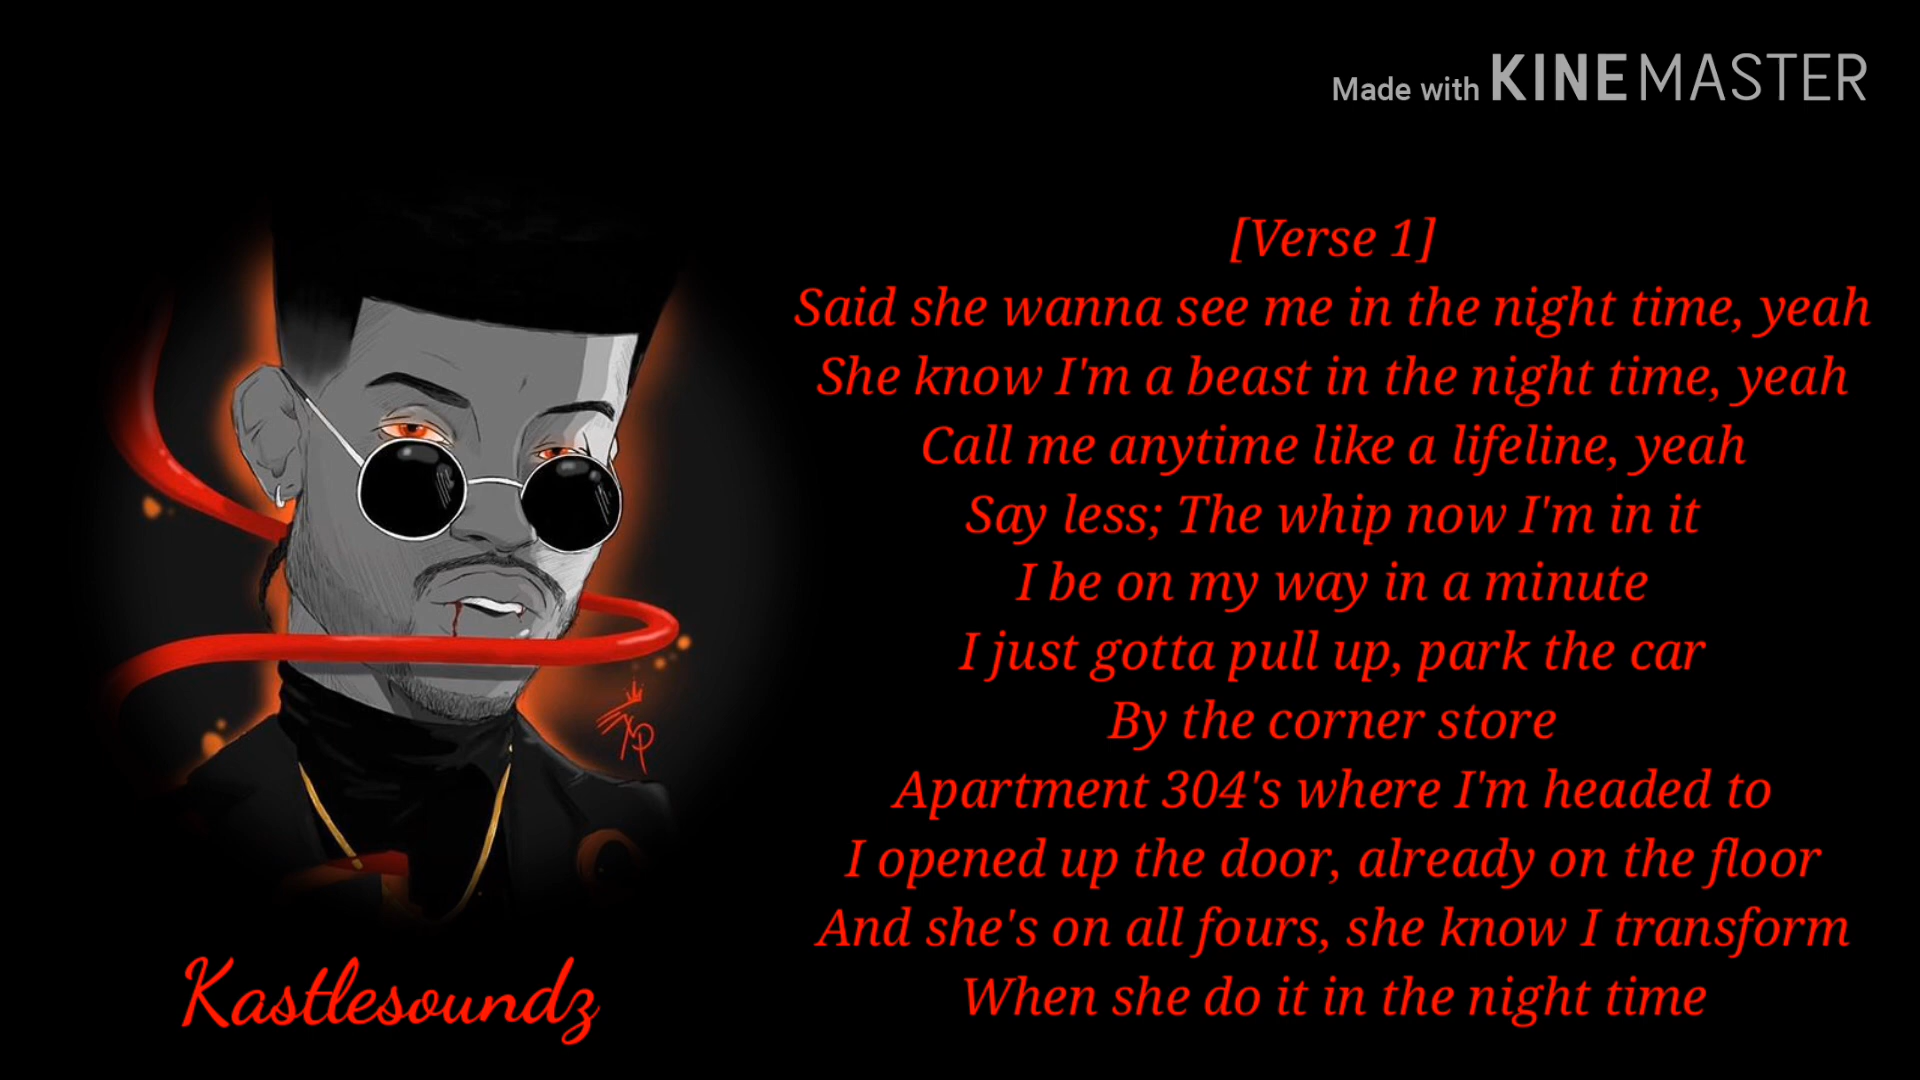 Made with KINEMASTER
[Verse 1]
Said she wanna see me in the night time, yeah
She know I'm a beast in the night time, yeah
Call me anytime like a lifeline, yeah
Say less; The whip now I'm in it
I be on my way in a minute
I just gotta pull up, park the car
By the corner store
Apartment 304's where I'm headed to
I opened up the door, already on the floor
And she's on all fours, she know I transform
When she do it in the night time
Kastlesoundz